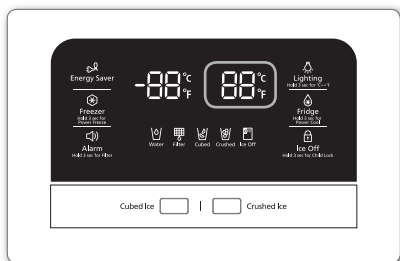 Energy Saver
Freezer
Hold 3 sec for
Power Freeze
Alarm
Hold 3 sec for Filter
-88°C
°F
88°C
°F
Water Filter Cubed Crushed Ice Off
Lighting
Hold 3 sec for °C↔°F
Fridge
Hold 3 sec for
Power Cool
Ice Off
Hold 3 sec for Child Lock
Cubed Ice | Crushed Ice